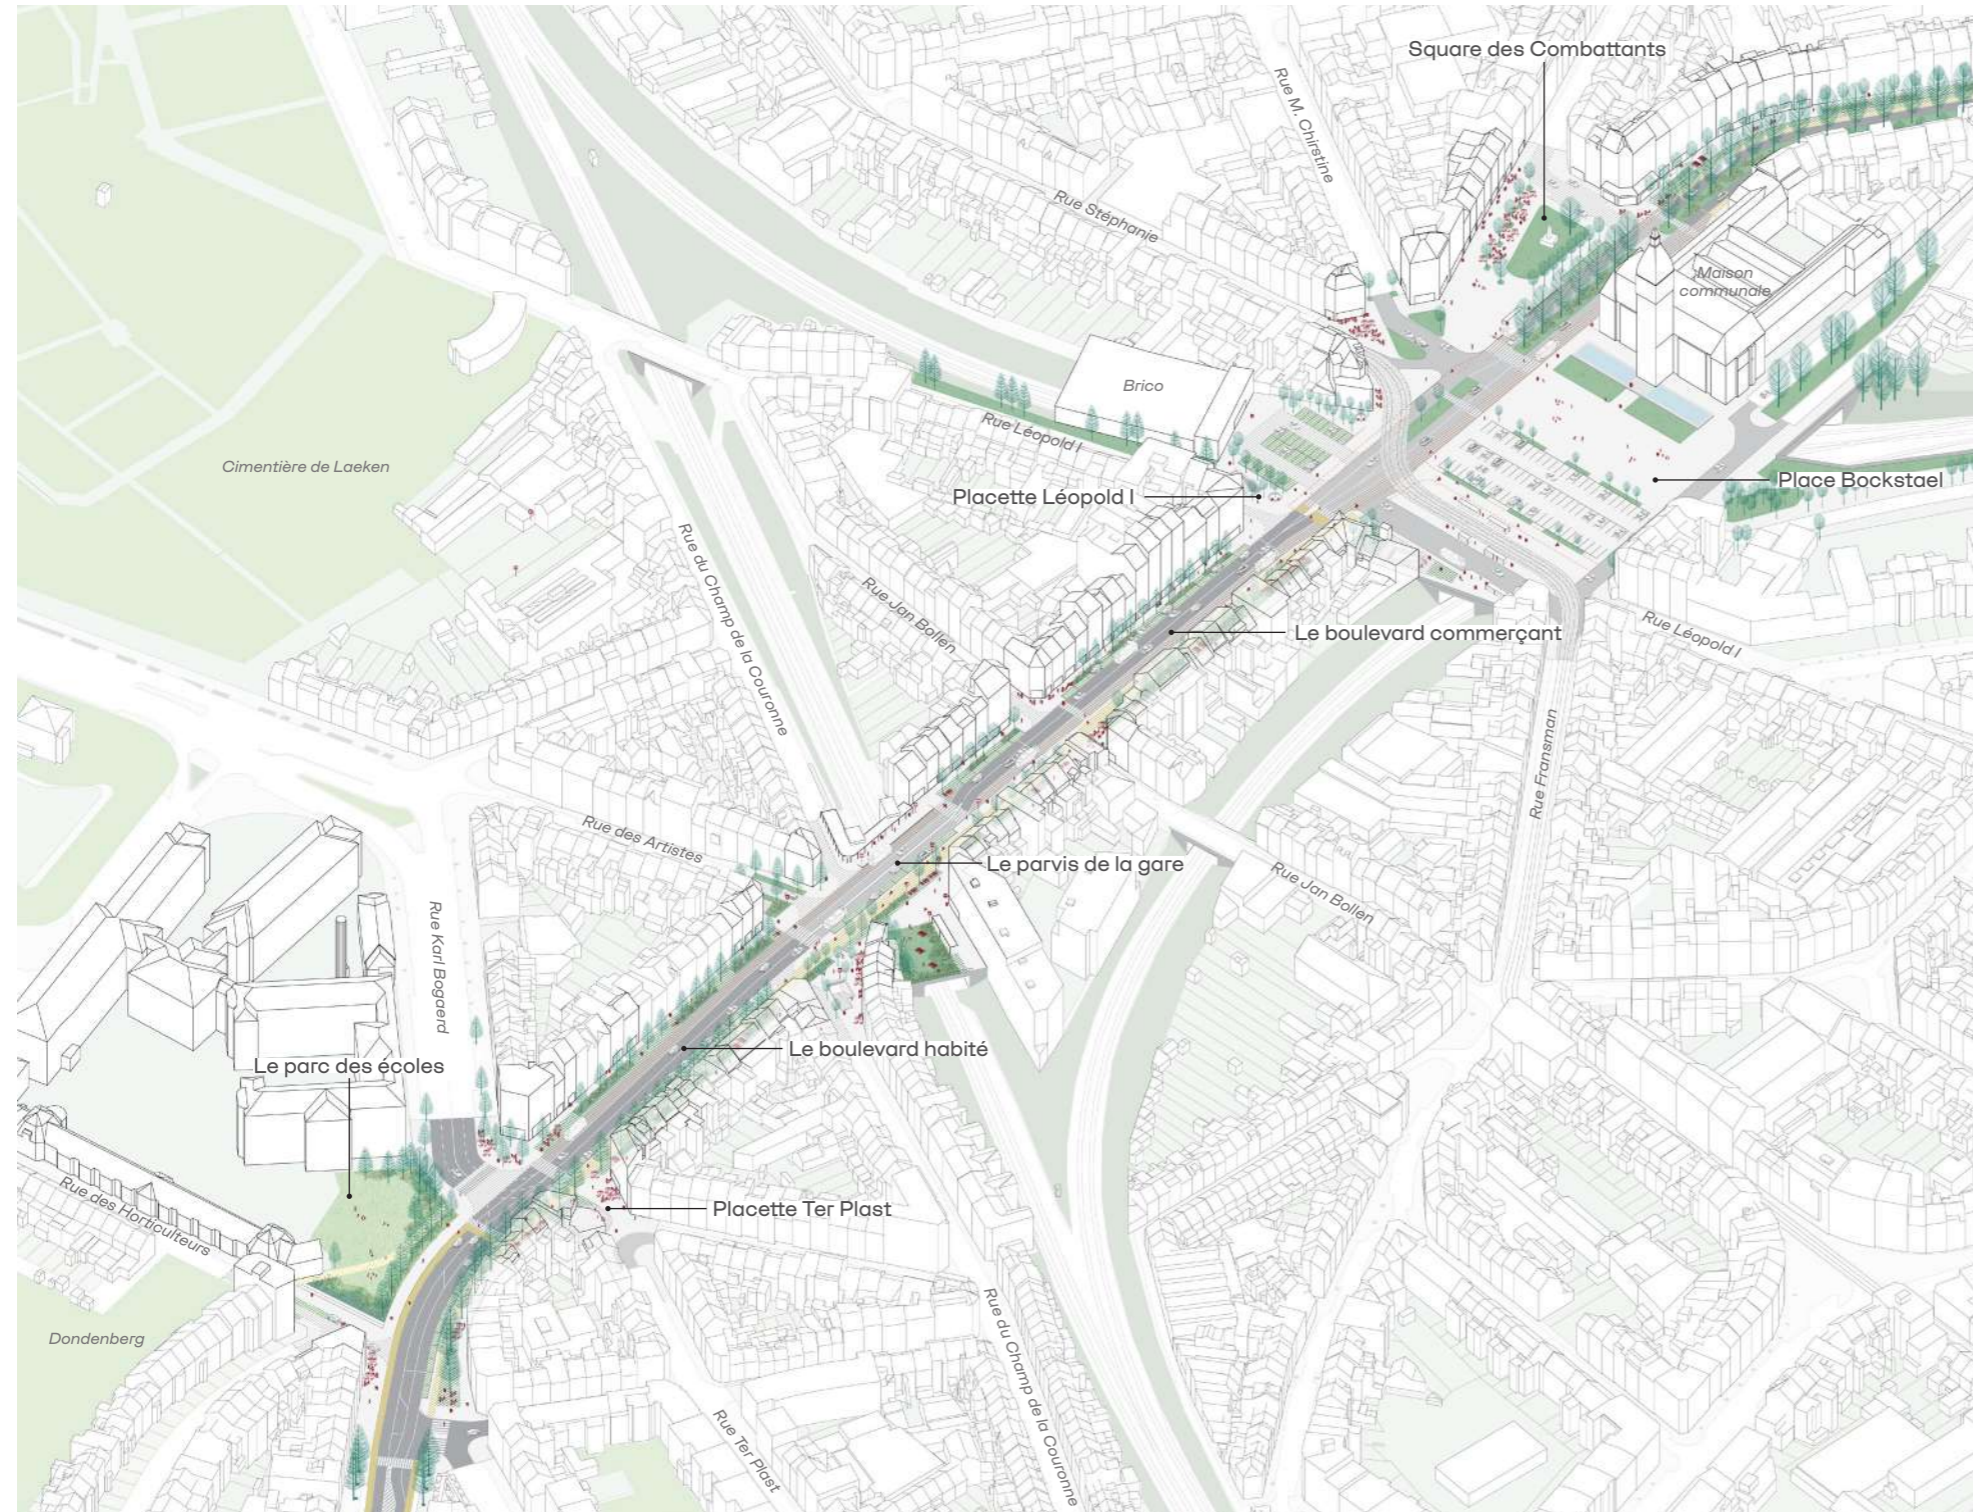 Square des Combattants
Rue M. Chirstine
Rue Stéphanie
Maison
communale
Brico
Rue Léopold I
Cimentière de Laeken
Placette Léopold I
Place Bockstael
Rue du Champ de la Couronne
Rue Jan Bollen
Le boulevard commerçant
Rue Léopold I
Rue Fransman
Rue des Artistes
Le parvis de la gare
Rue Jan Bollen
Rue Karl Bogaerd
Le boulevard habité
Le parc des écoles
Rue des Horticulteurs
Placette Ter Plast
Dondenberg
Rue du Champ de la Couronne
Rue Ter Plast